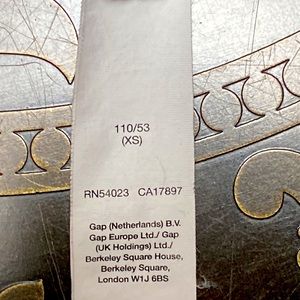 110/53
(XS)
RN54023 CA17897
Gap (Netherlands) B.V.
Gap Europe Ltd./ Gap
(UK Holdings) Ltd./
Berkeley Square House,
Berkeley Square,
London W1J 6BS